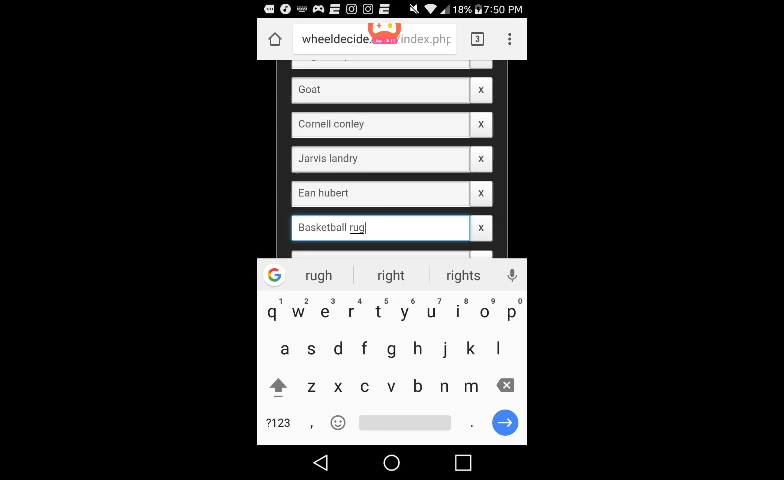 18% 7:50 PM
wheeldecide. /index.php
3
Goat X
Cornell conley X
Jarvis landry X
Ean hubert X
Basketball rug X
rugh right rights
1 2 3 4 5 6 7 8 9 0
q w e r t y u i o p
a s d f g h j k l
z x c v b n m
?123 , .